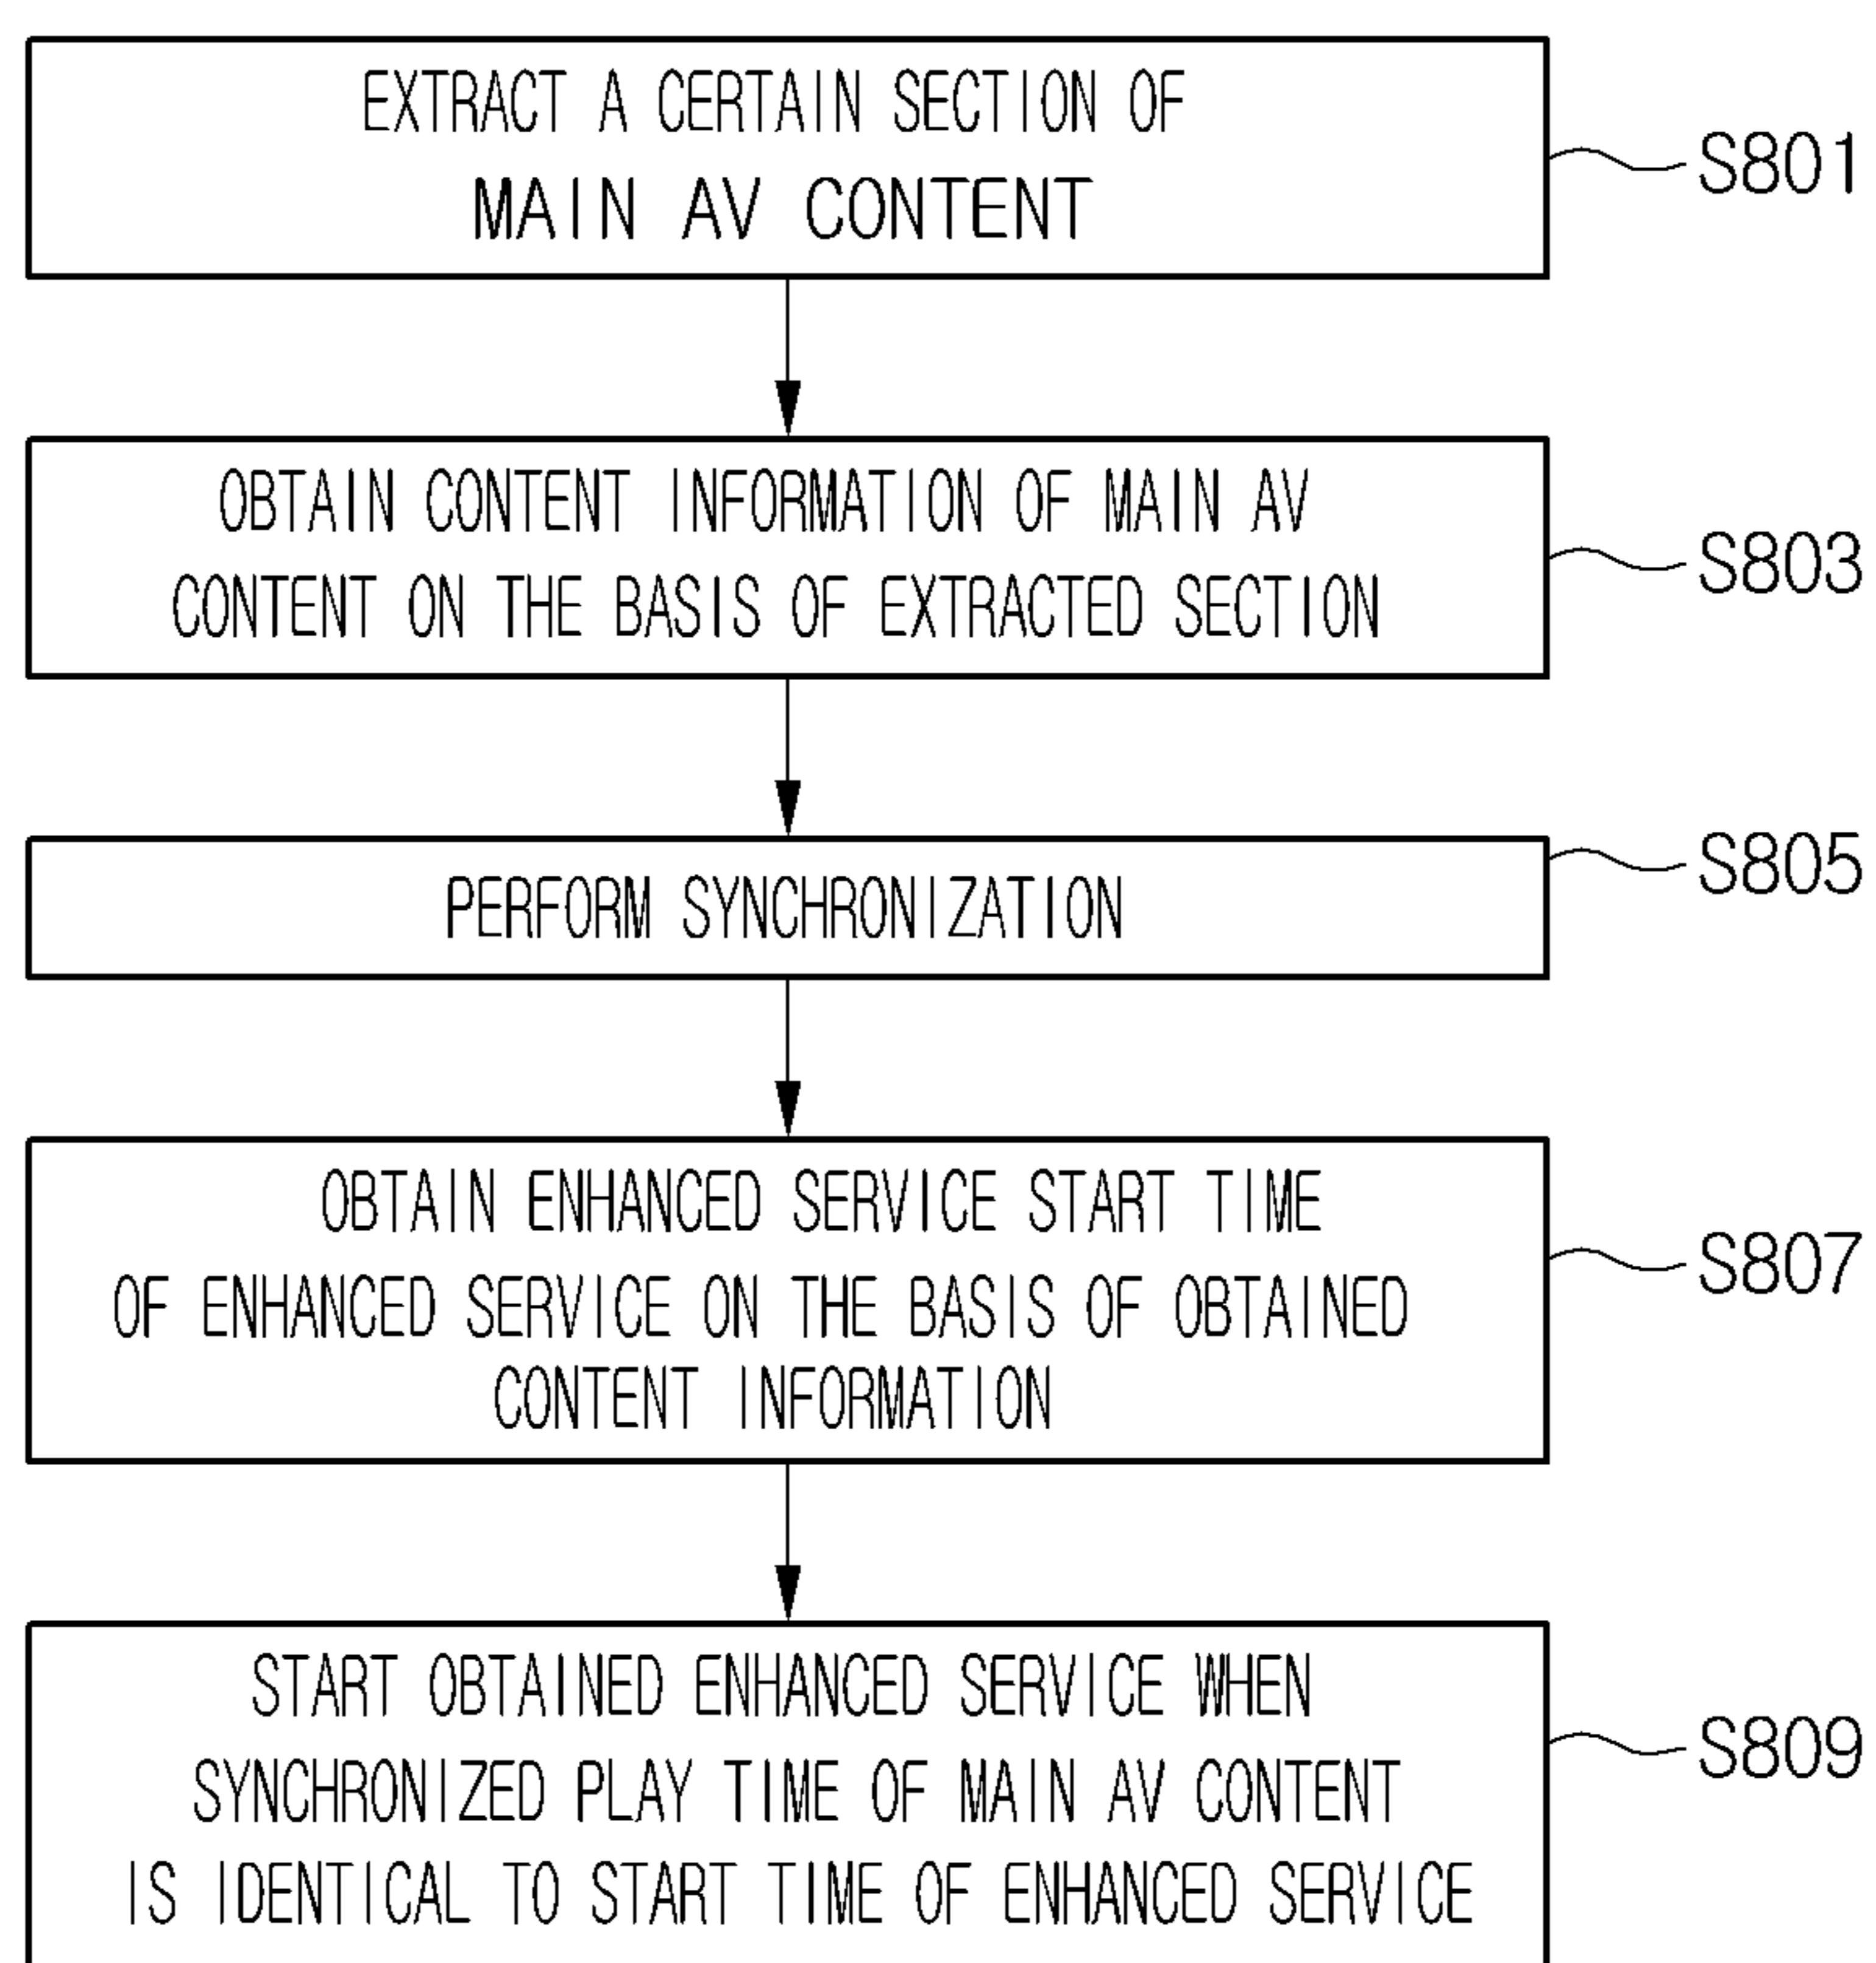 EXTRACT A CERTAIN SECTION OF
MAIN AV CONTENT
S801
OBTAIN CONTENT INFORMATION OF MAIN AV
CONTENT ON THE BASIS OF EXTRACTED SECTION
S803
PERFORM SYNCHRONIZATION
S805
OBTAIN ENHANCED SERVICE START TIME
OF ENHANCED SERVICE ON THE BASIS OF OBTAINED
CONTENT INFORMATION
S807
START OBTAINED ENHANCED SERVICE WHEN
SYNCHRONIZED PLAY TIME OF MAIN AV CONTENT
IS IDENTICAL TO START TIME OF ENHANCED SERVICE
S809